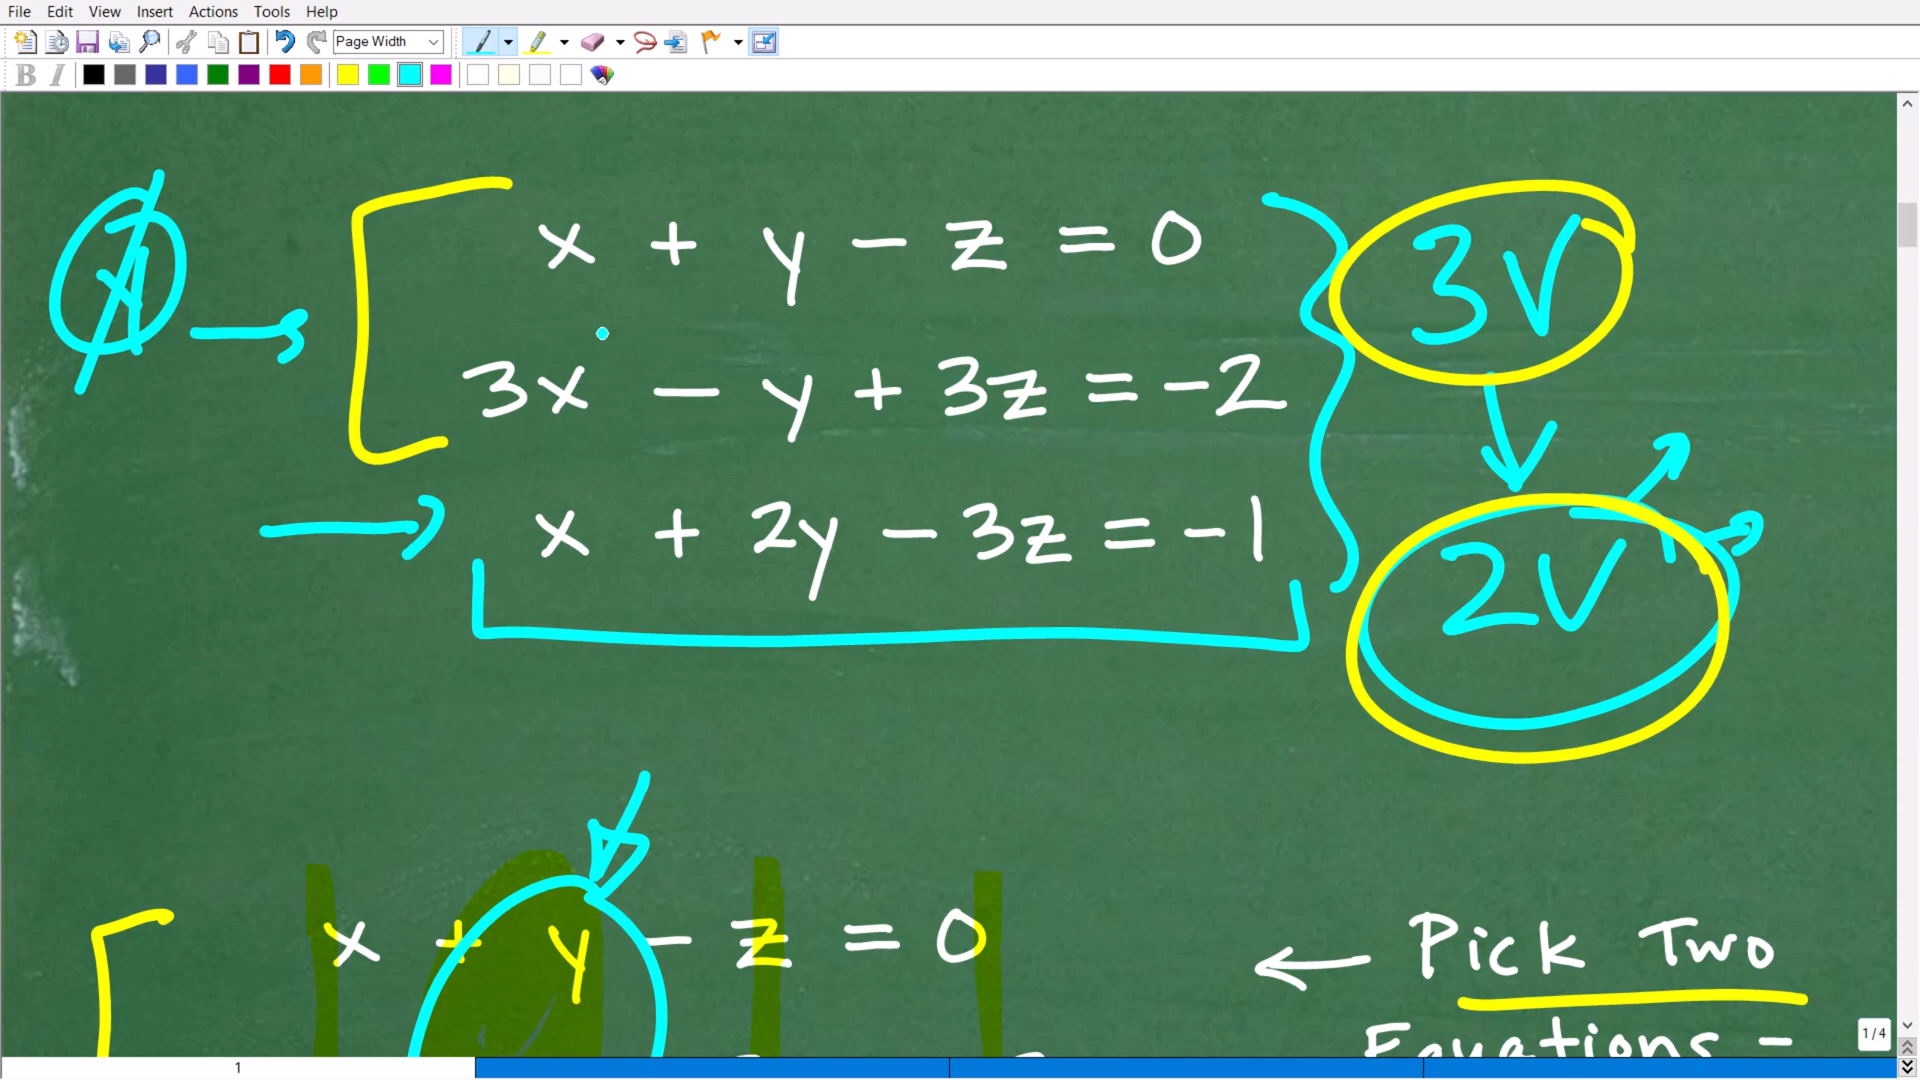 File Edit View Insert Actions Tools Help
Page Width
B I
x + y - z = 0
3V
3x - y + 3z = -2
x + 2y - 3z = -1
2V
x + y - z = 0
← Pick Two
Equations -
1/4
1